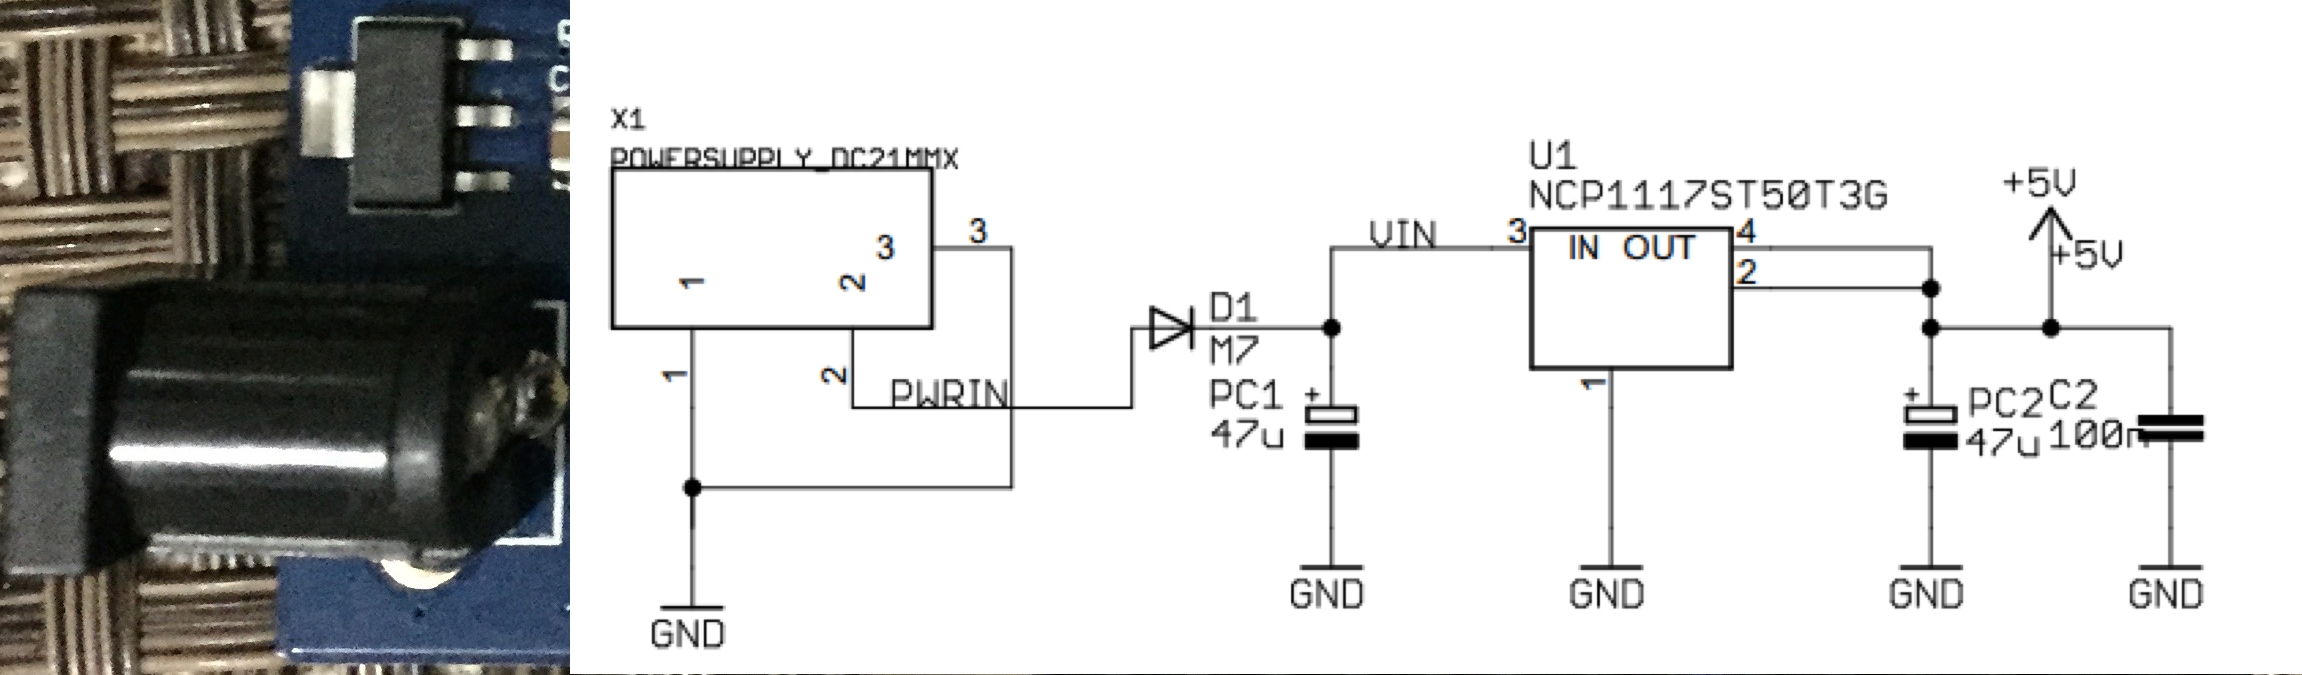 X1
POWERSUPPLY_DC21MMX
3
3
1
2
1
2
PWRIN
GND
D1
M7
VIN
PC1
+
47u
GND
U1
NCP1117ST50T3G
3
IN OUT
4
2
1
GND
+5V
+5V
+
PC2
47u
GND
C2
100n
GND